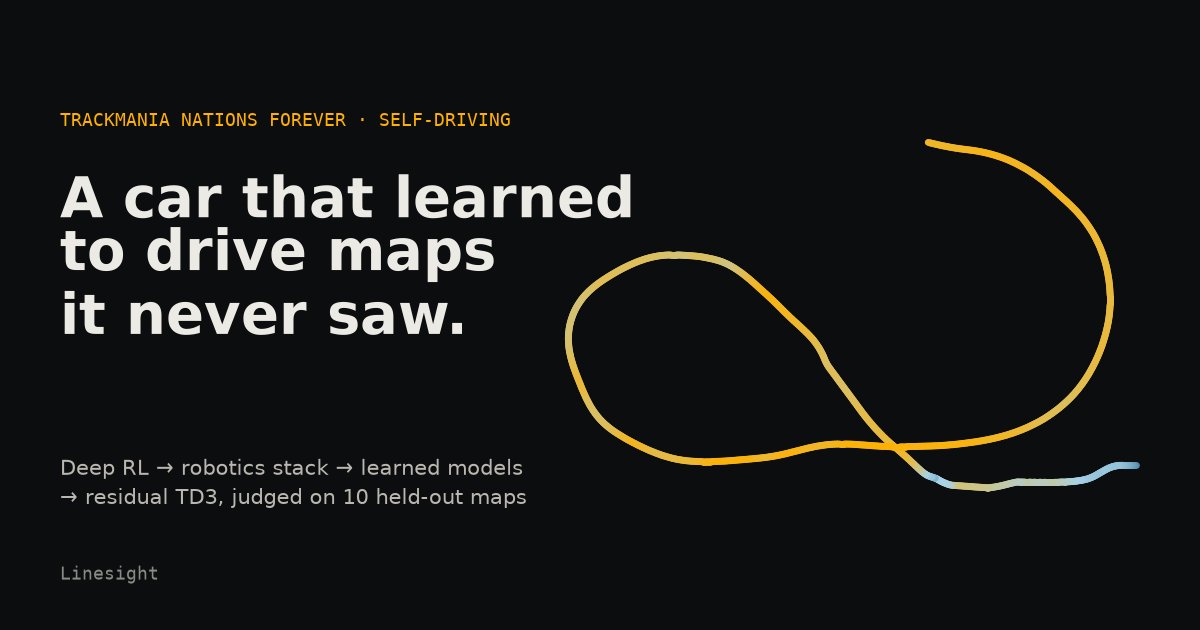 TRACKMANIA NATIONS FOREVER · SELF-DRIVING
A car that learned
to drive maps
it never saw.
Deep RL → robotics stack → learned models
→ residual TD3, judged on 10 held-out maps
Linesight